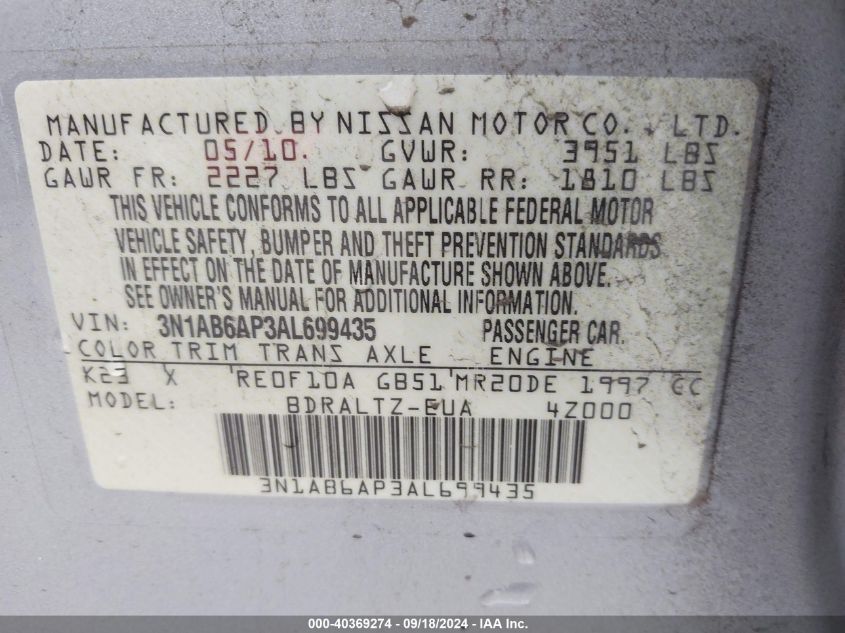 MANUFACTURED BY NISSAN MOTOR CO. , LTD.
DATE: 05/10. GVWR: 3951 LBS
GAWR FR: 2227 LBS GAWR RR: 1810 LBS
THIS VEHICLE CONFORMS TO ALL APPLICABLE FEDERAL MOTOR
VEHICLE SAFETY, BUMPER AND THEFT PREVENTION STANDARDS
IN EFFECT ON THE DATE OF MANUFACTURE SHOWN ABOVE.
SEE OWNER'S MANUAL FOR ADDITIONAL INFORMATION.
VIN: 3N1AB6AP3AL699435 PASSENGER CAR.
COLOR TRIM TRANS AXLE ENGINE
K23 X RE0F10A GB51 MR20DE 1997 CC
MODEL: BDRALTZ-EUA 4Z000
3N1AB6AP3AL699435
000-40369274 - 09/18/2024 - IAA Inc.